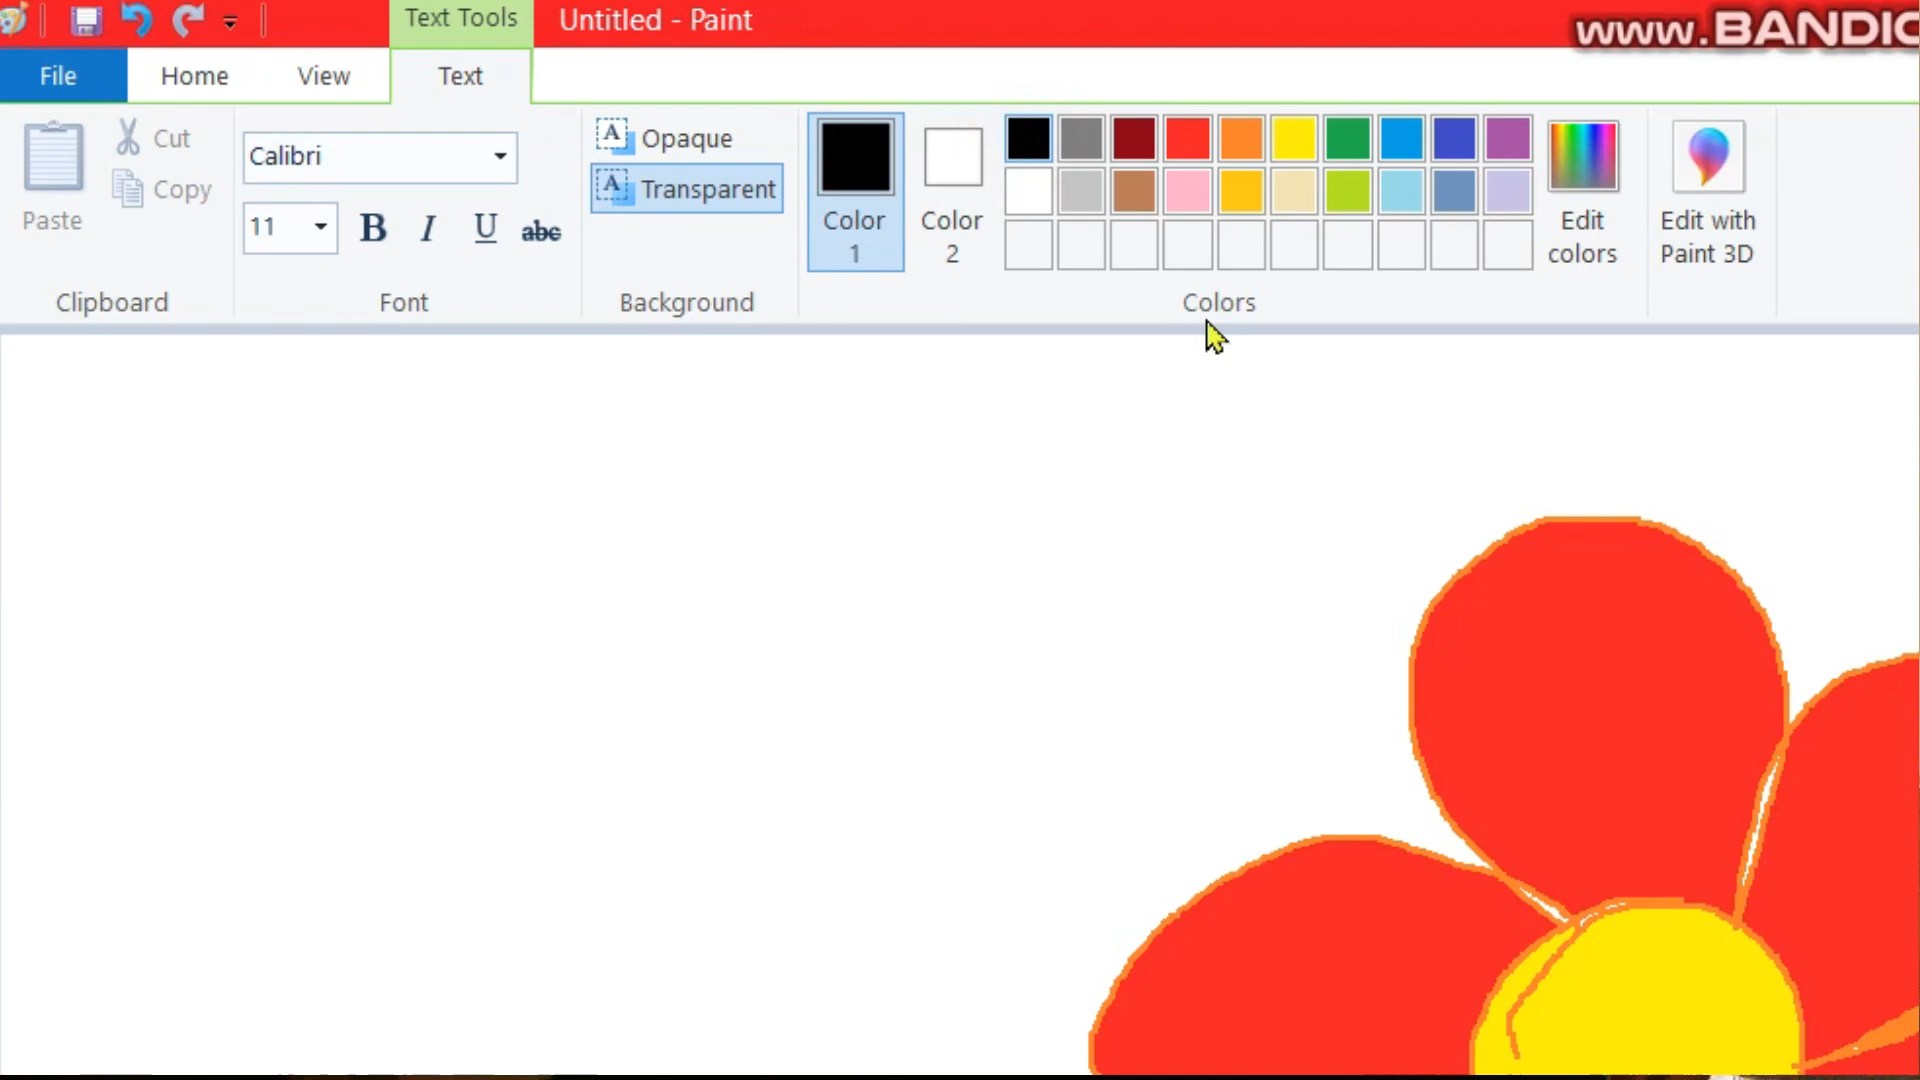 Text Tools
Untitled - Paint
www.BANDIC
File
Home
View
Text
Paste
Cut
Copy
Clipboard
Calibri
11
B I U abc
Font
A Opaque
A Transparent
Background
Color
1
Color
2
Colors
Edit
colors
Edit with
Paint 3D